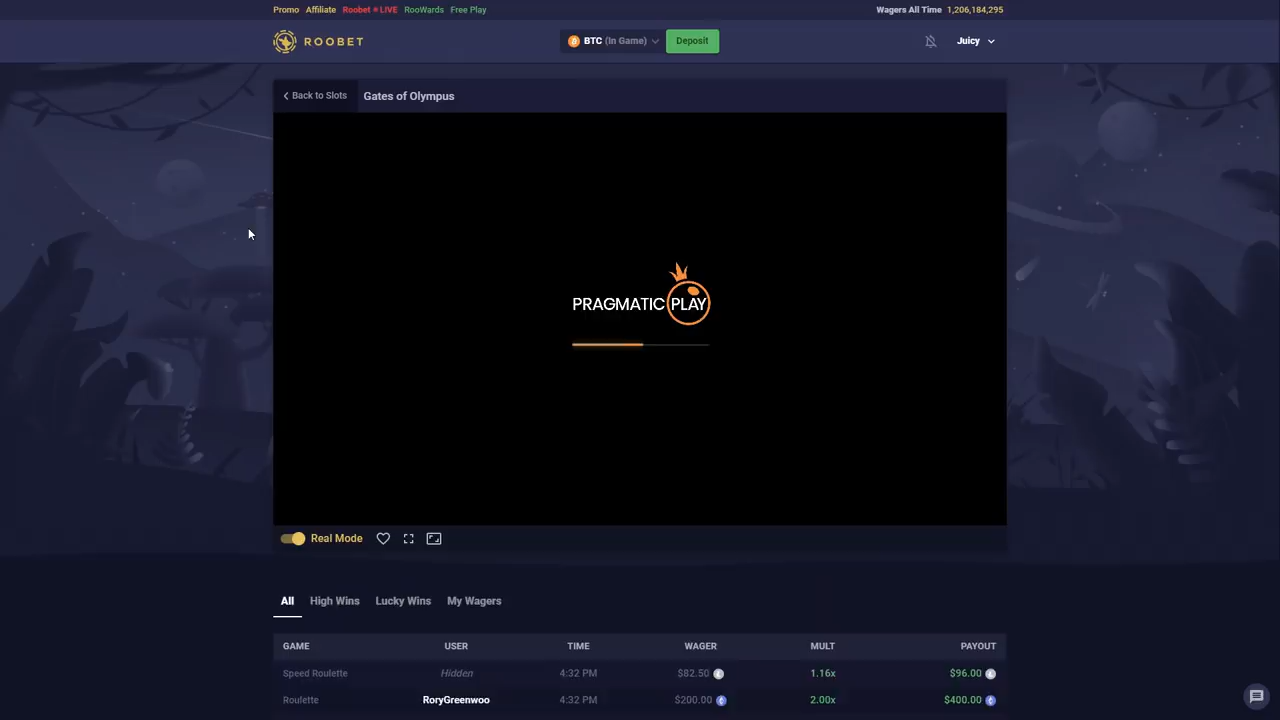 Promo Affiliate Roobet LIVE RooWards Free Play Wagers All Time 1,206,184,295
ROOBET BTC (In Game) Deposit Juicy
Back to Slots Gates of Olympus
PRAGMATIC PLAY
Real Mode
All High Wins Lucky Wins My Wagers
GAME USER TIME WAGER MULT PAYOUT
Speed Roulette Hidden 4:32 PM $82.50 1.16x $96.00
Roulette RoryGreenwoo 4:32 PM $200.00 2.00x $400.00